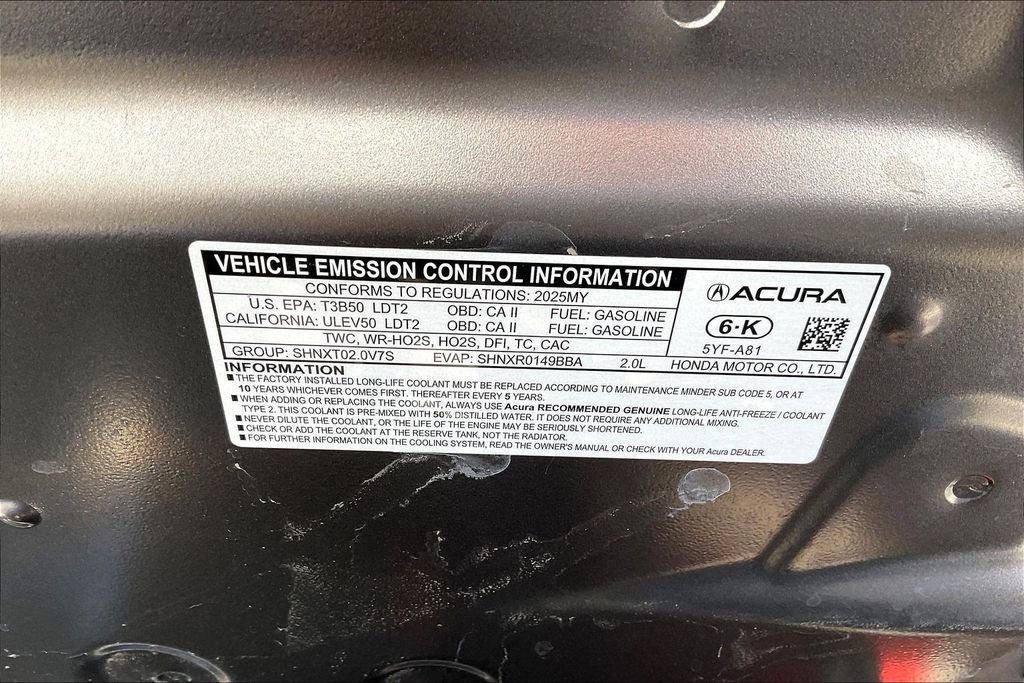 VEHICLE EMISSION CONTROL INFORMATION
CONFORMS TO REGULATIONS: 2025MY
U.S. EPA: T3B50 LDT2 OBD: CA II FUEL: GASOLINE
CALIFORNIA: ULEV50 LDT2 OBD: CA II FUEL: GASOLINE
TWC, WR-HO2S, HO2S, DFI, TC, CAC
GROUP: SHNXT02.0V7S EVAP: SHNXR0149BBA 2.0L
ACURA
6·K
5YF-A81
HONDA MOTOR CO., LTD.
INFORMATION
■ THE FACTORY INSTALLED LONG-LIFE COOLANT MUST BE REPLACED ACCORDING TO MAINTENANCE MINDER SUB CODE 5, OR AT
10 YEARS WHICHEVER COMES FIRST. THEREAFTER EVERY 5 YEARS.
■ WHEN ADDING OR REPLACING THE COOLANT, ALWAYS USE Acura RECOMMENDED GENUINE LONG-LIFE ANTI-FREEZE / COOLANT
TYPE 2. THIS COOLANT IS PRE-MIXED WITH 50% DISTILLED WATER. IT DOES NOT REQUIRE ANY ADDITIONAL MIXING.
■ NEVER DILUTE THE COOLANT, OR THE LIFE OF THE ENGINE MAY BE SERIOUSLY SHORTENED.
■ CHECK OR ADD THE COOLANT AT THE RESERVE TANK, NOT THE RADIATOR.
■ FOR FURTHER INFORMATION ON THE COOLING SYSTEM, READ THE OWNER'S MANUAL OR CHECK WITH YOUR Acura DEALER.